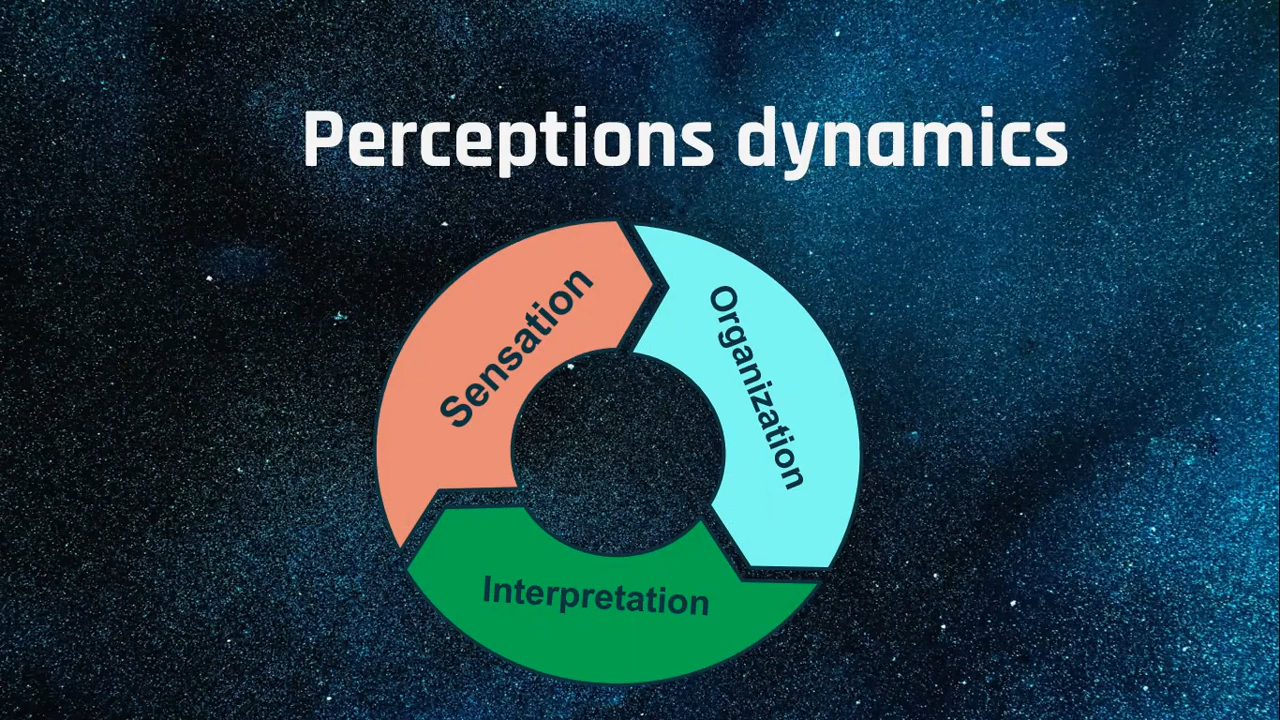 Perceptions dynamics
Sensation
Organization
Interpretation